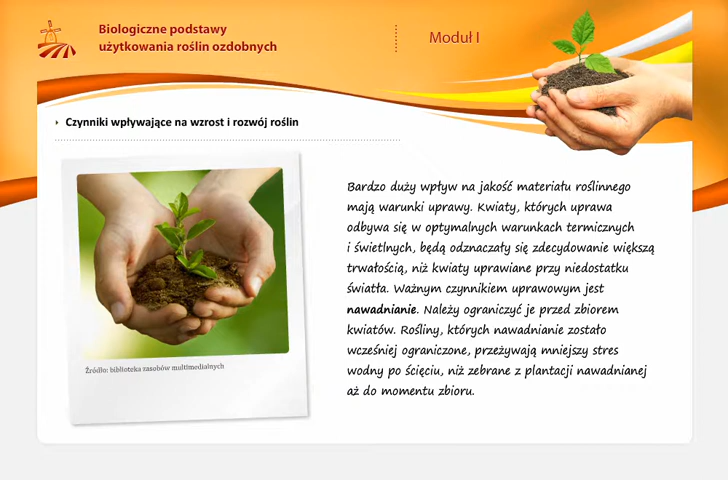 Biologiczne podstawy
użytkowania roślin ozdobnych
Moduł I
Czynniki wpływające na wzrost i rozwój roślin
Bardzo duży wpływ na jakość materiału roślinnego
mają warunki uprawy. Kwiaty, których uprawa
odbywa się w optymalnych warunkach termicznych
i świetlnych, będą odznaczały się zdecydowanie większą
trwałością, niż kwiaty uprawiane przy niedostatku
światła. Ważnym czynnikiem uprawowym jest
nawadnianie. Należy ograniczyć je przed zbiorem
kwiatów. Rośliny, których nawadnianie zostało
wcześniej ograniczone, przeżywają mniejszy stres
wodny po ścięciu, niż zebrane z plantacji nawadnianej
aż do momentu zbioru.
Źródło: biblioteka zasobów multimedialnych